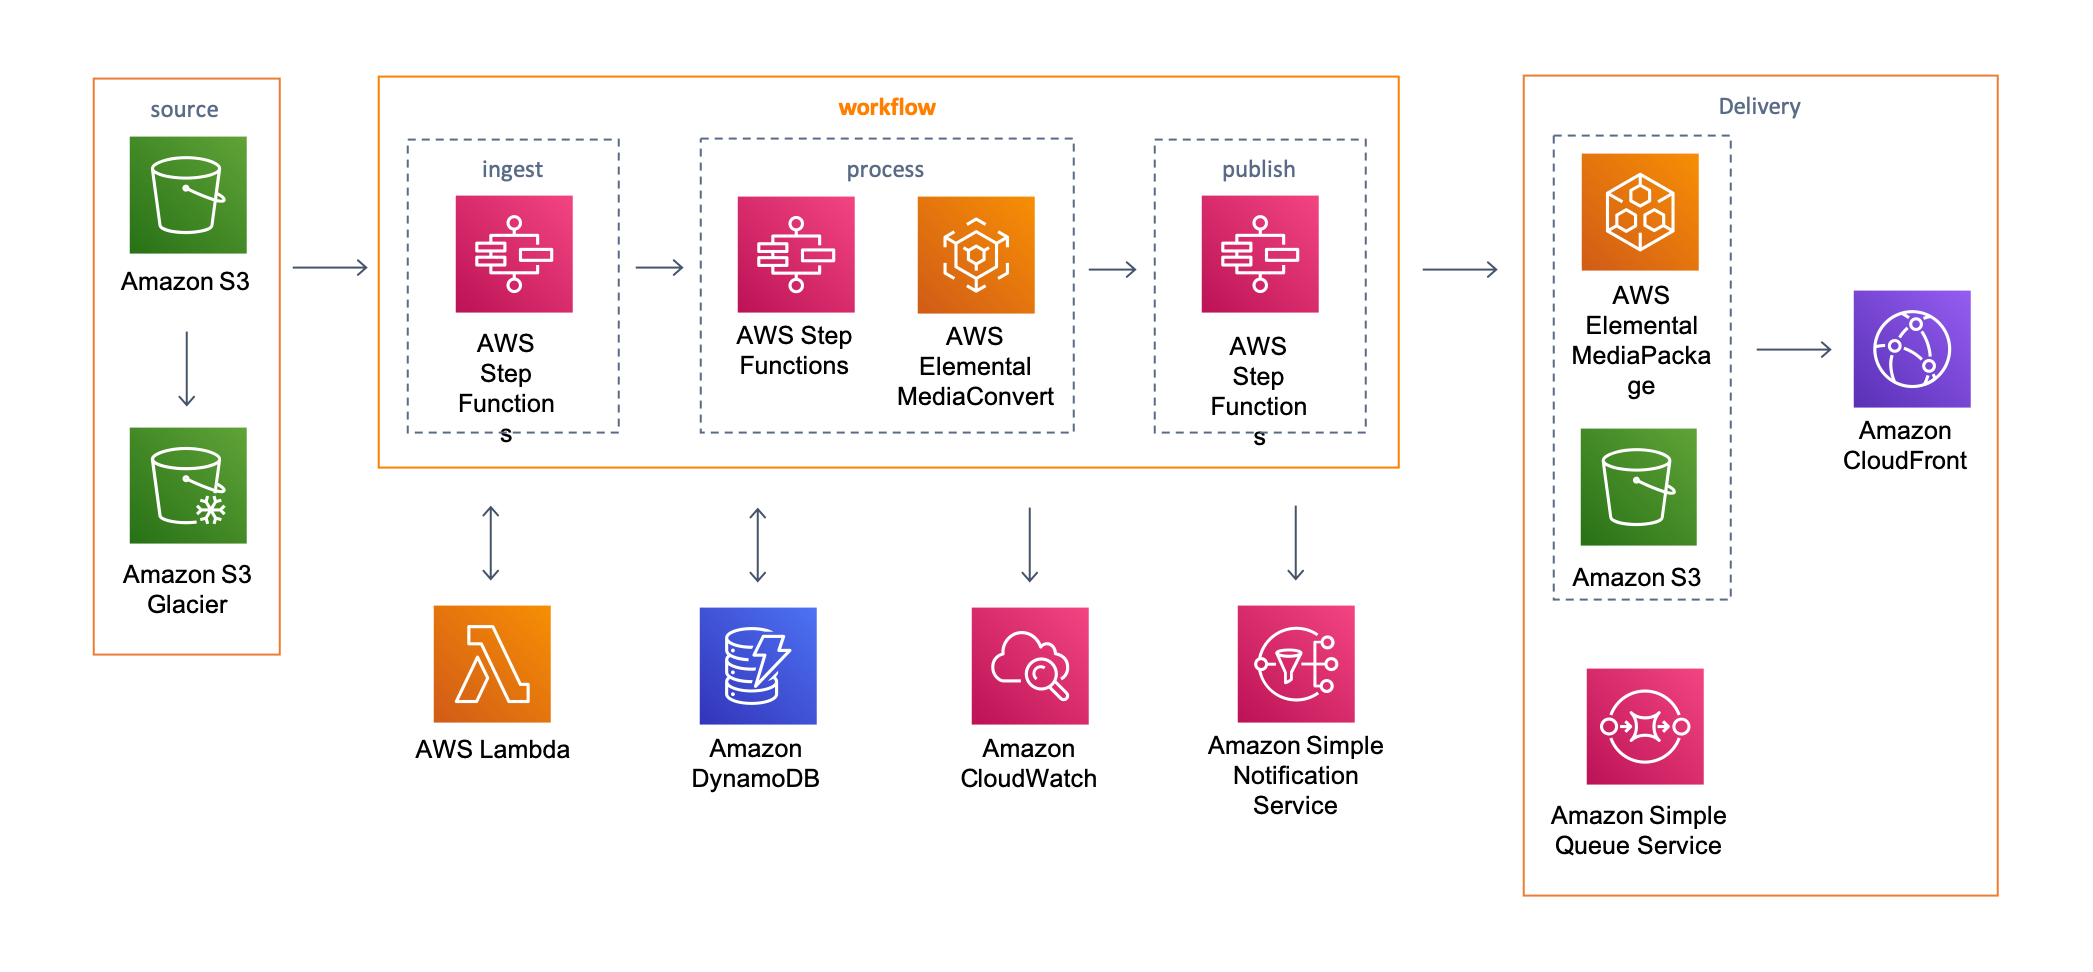 source
Amazon S3
Amazon S3
Glacier
workflow
ingest
AWS
Step
Function
s
process
AWS Step
Functions
AWS
Elemental
MediaConvert
publish
AWS
Step
Function
s
AWS Lambda
Amazon
DynamoDB
Amazon
CloudWatch
Amazon Simple
Notification
Service
Delivery
AWS
Elemental
MediaPacka
ge
Amazon S3
Amazon
CloudFront
Amazon Simple
Queue Service